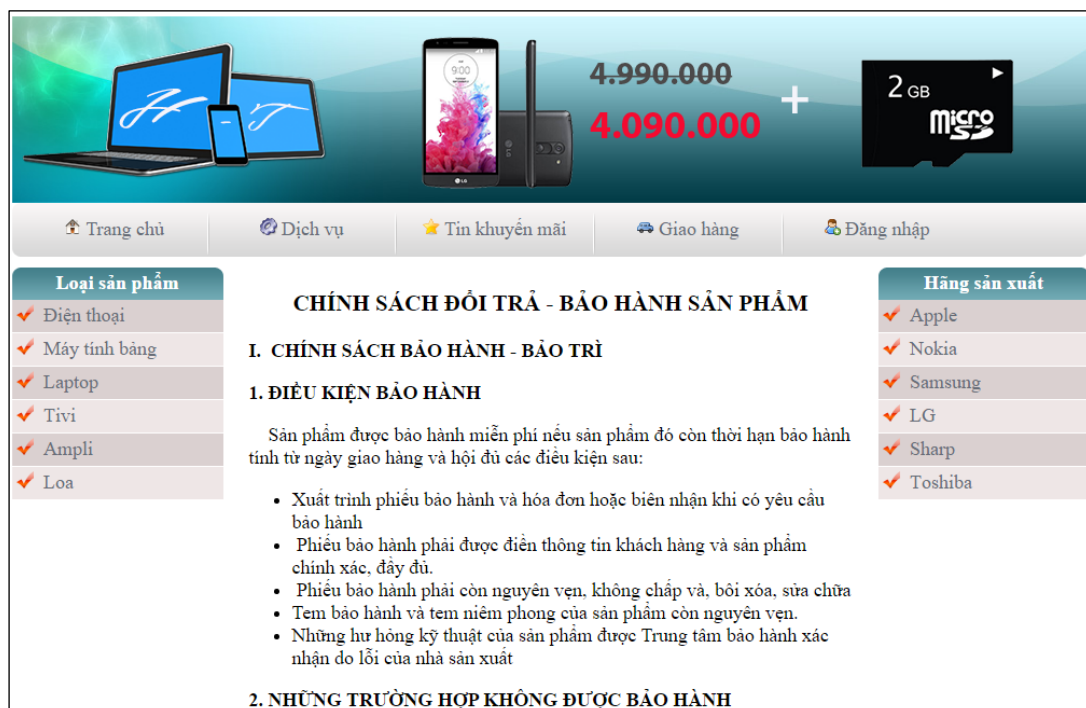 4.990.000
4.090.000
+
2 GB
Micro
SD
9:00
LG
LG
Trang chủ
Dịch vụ
Tin khuyến mãi
Giao hàng
Đăng nhập
Loại sản phẩm
Điện thoại
Máy tính bảng
Laptop
Tivi
Ampli
Loa
CHÍNH SÁCH ĐỔI TRẢ - BẢO HÀNH SẢN PHẨM
I. CHÍNH SÁCH BẢO HÀNH - BẢO TRÌ
1. ĐIỀU KIỆN BẢO HÀNH
Sản phẩm được bảo hành miễn phí nếu sản phẩm đó còn thời hạn bảo hành
tính từ ngày giao hàng và hội đủ các điều kiện sau:
• Xuất trình phiếu bảo hành và hóa đơn hoặc biên nhận khi có yêu cầu
bảo hành
• Phiếu bảo hành phải được điền thông tin khách hàng và sản phẩm
chính xác, đầy đủ.
• Phiếu bảo hành phải còn nguyên vẹn, không chấp và, bôi xóa, sửa chữa
• Tem bảo hành và tem niêm phong của sản phẩm còn nguyên vẹn.
• Những hư hỏng kỹ thuật của sản phẩm được Trung tâm bảo hành xác
nhận do lỗi của nhà sản xuất
2. NHỮNG TRƯỜNG HỢP KHÔNG ĐƯỢC BẢO HÀNH
Hãng sản xuất
Apple
Nokia
Samsung
LG
Sharp
Toshiba